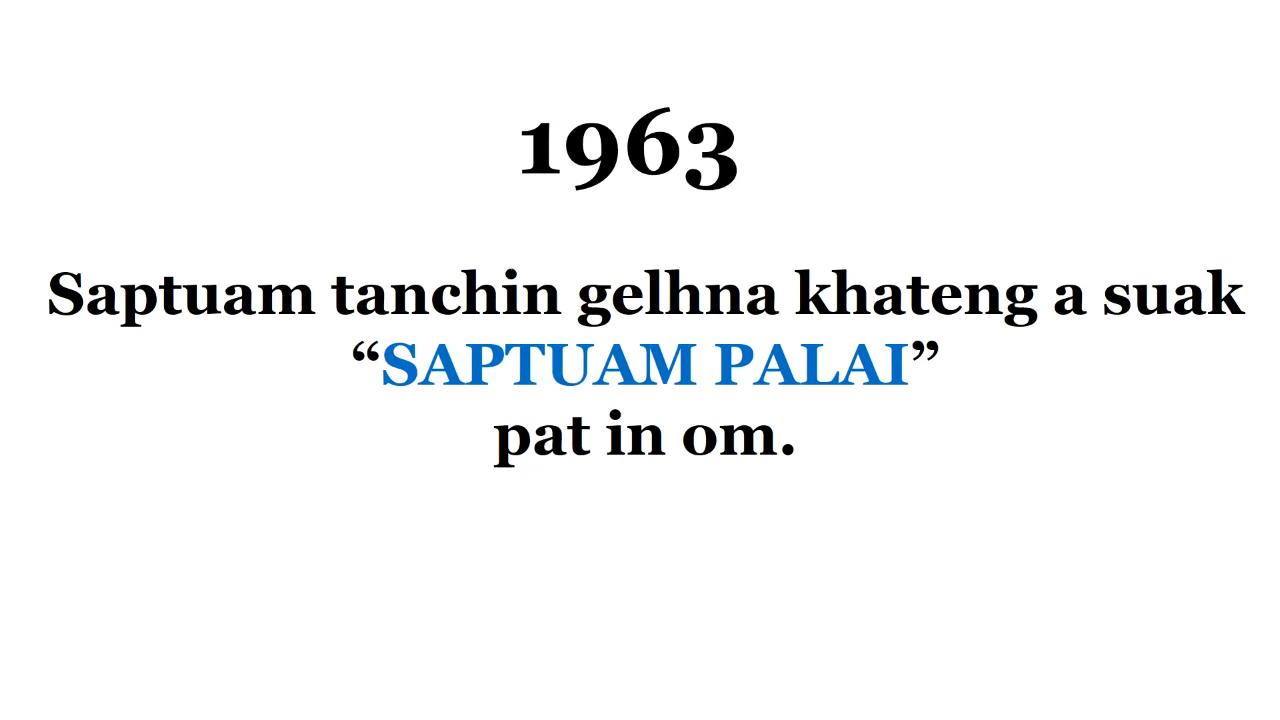 1963
Saptuam tanchin gelhna khateng a suak
“SAPTUAM PALAI”
pat in om.